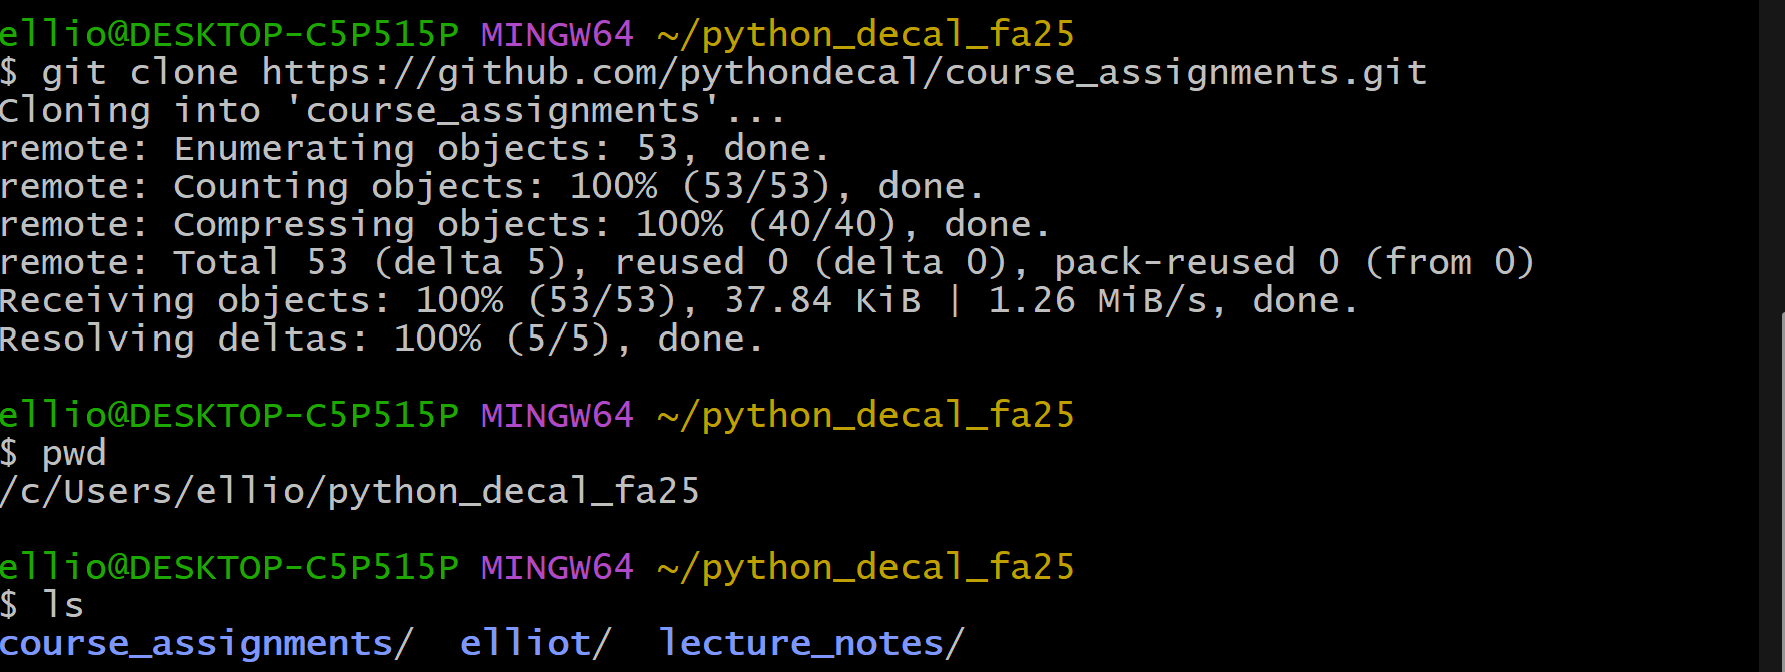 ellio@DESKTOP-C5P515P MINGW64 ~/python_decal_fa25
$ git clone https://github.com/pythondecal/course_assignments.git
Cloning into 'course_assignments'...
remote: Enumerating objects: 53, done.
remote: Counting objects: 100% (53/53), done.
remote: Compressing objects: 100% (40/40), done.
remote: Total 53 (delta 5), reused 0 (delta 0), pack-reused 0 (from 0)
Receiving objects: 100% (53/53), 37.84 KiB | 1.26 MiB/s, done.
Resolving deltas: 100% (5/5), done.
ellio@DESKTOP-C5P515P MINGW64 ~/python_decal_fa25
$ pwd
/c/Users/ellio/python_decal_fa25
ellio@DESKTOP-C5P515P MINGW64 ~/python_decal_fa25
$ ls
course_assignments/  elliot/  lecture_notes/